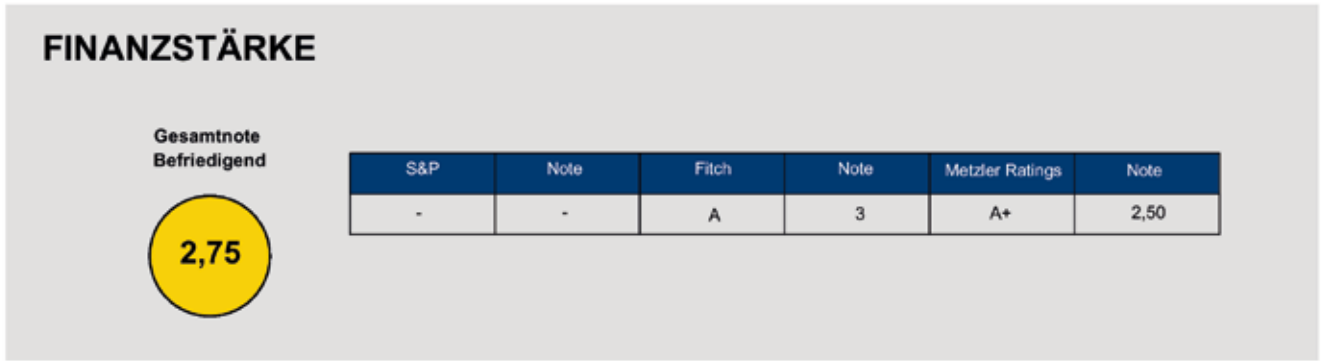 FINANZSTÄRKE
Gesamtnote
Befriedigend
2,75
S&P Note Fitch Note Metzler Ratings Note
- - A 3 A+ 2,50